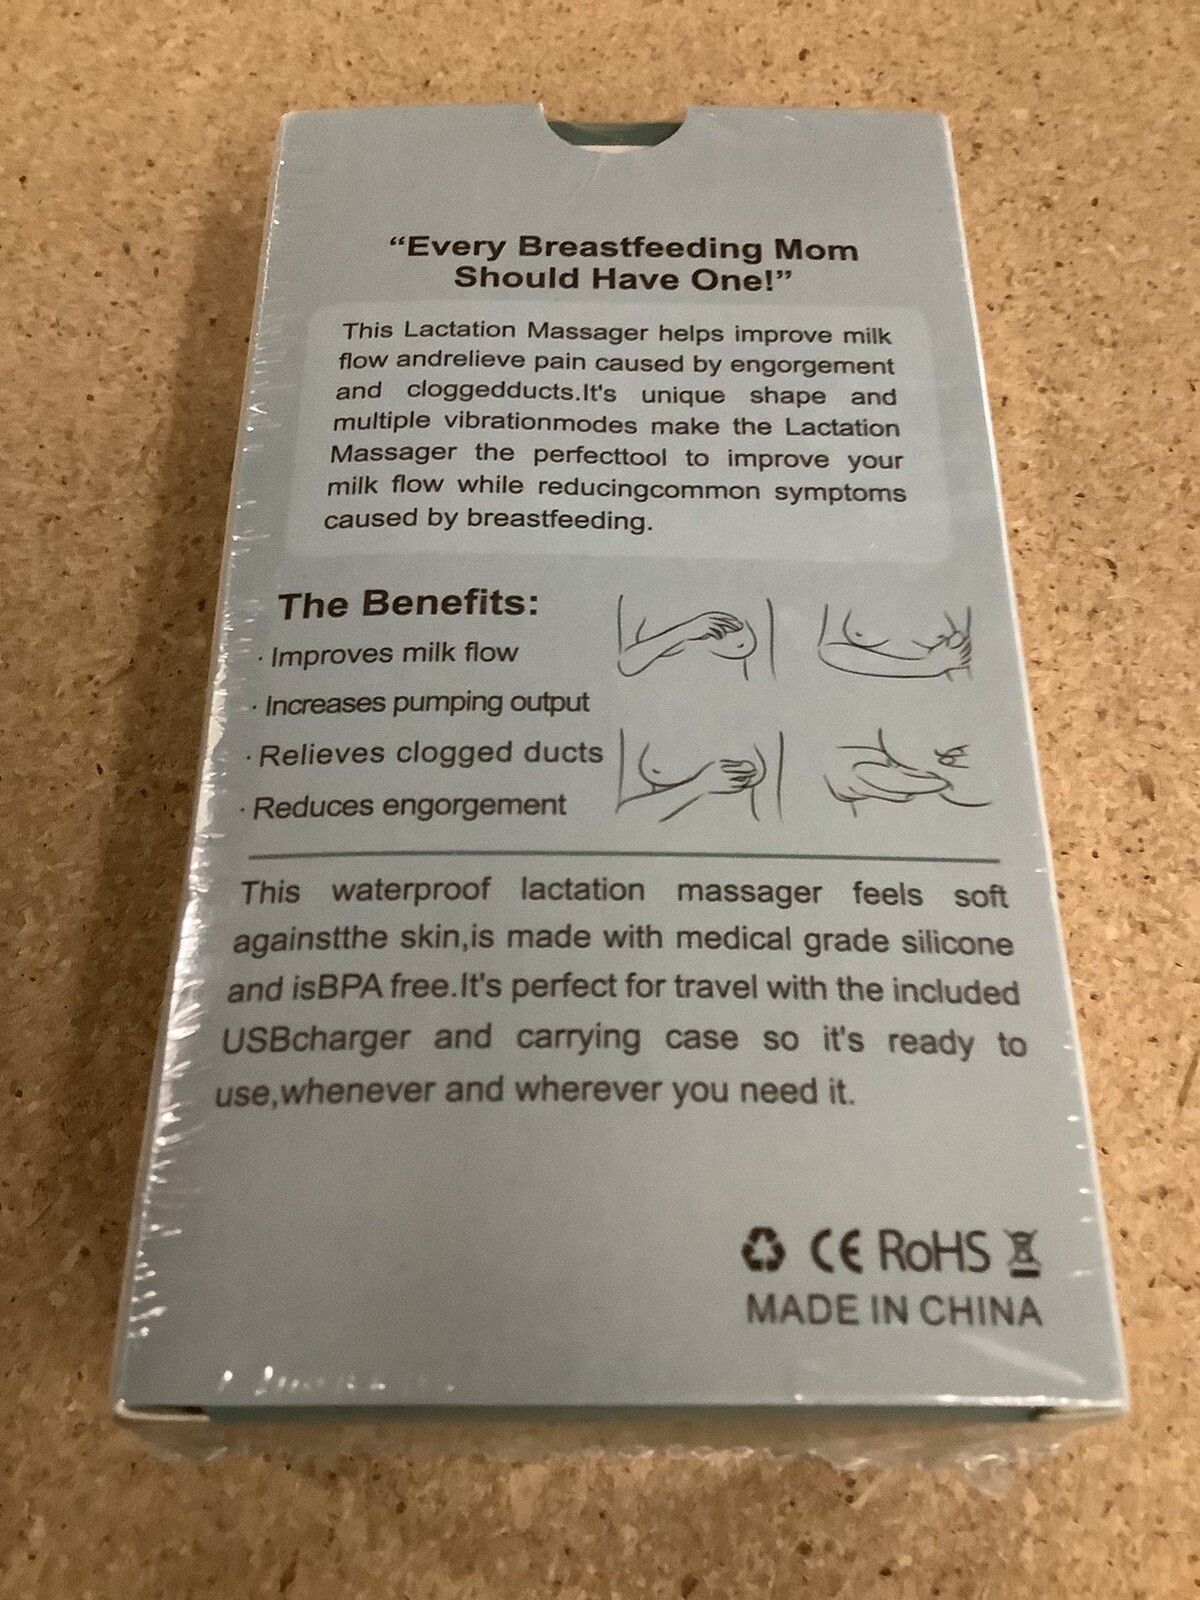 “Every Breastfeeding Mom
Should Have One!”
This Lactation Massager helps improve milk
flow andrelieve pain caused by engorgement
and cloggedducts.It's unique shape and
multiple vibrationmodes make the Lactation
Massager the perfecttool to improve your
milk flow while reducingcommon symptoms
caused by breastfeeding.
The Benefits:
· Improves milk flow
· Increases pumping output
· Relieves clogged ducts
· Reduces engorgement
This waterproof lactation massager feels soft
againstthe skin,is made with medical grade silicone
and isBPA free.It's perfect for travel with the included
USBcharger and carrying case so it's ready to
use,whenever and wherever you need it.
CE RoHS
MADE IN CHINA